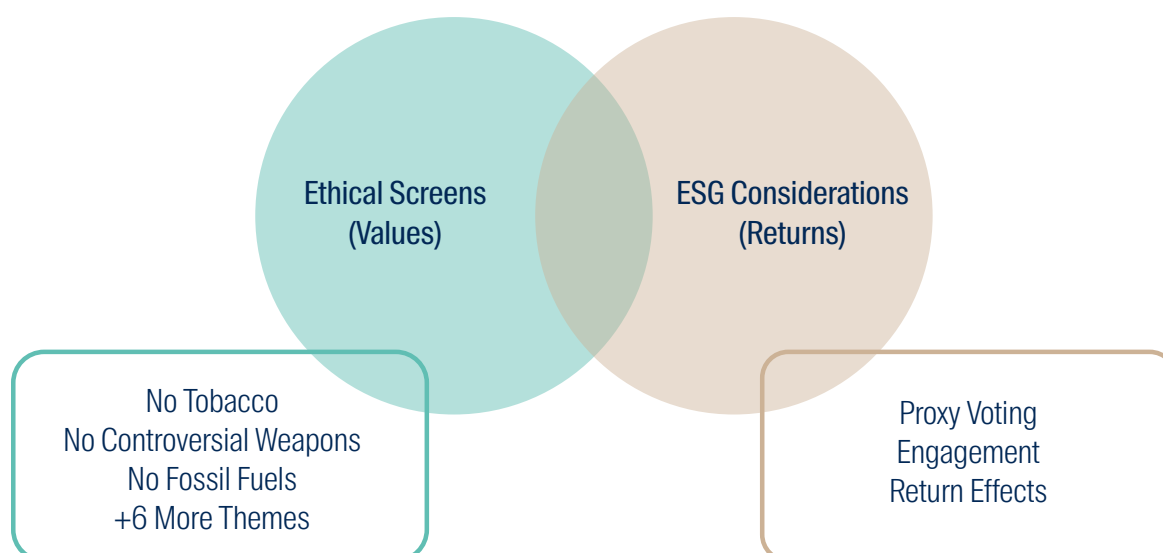 Ethical Screens
(Values)
ESG Considerations
(Returns)
No Tobacco
No Controversial Weapons
No Fossil Fuels
+6 More Themes
Proxy Voting
Engagement
Return Effects